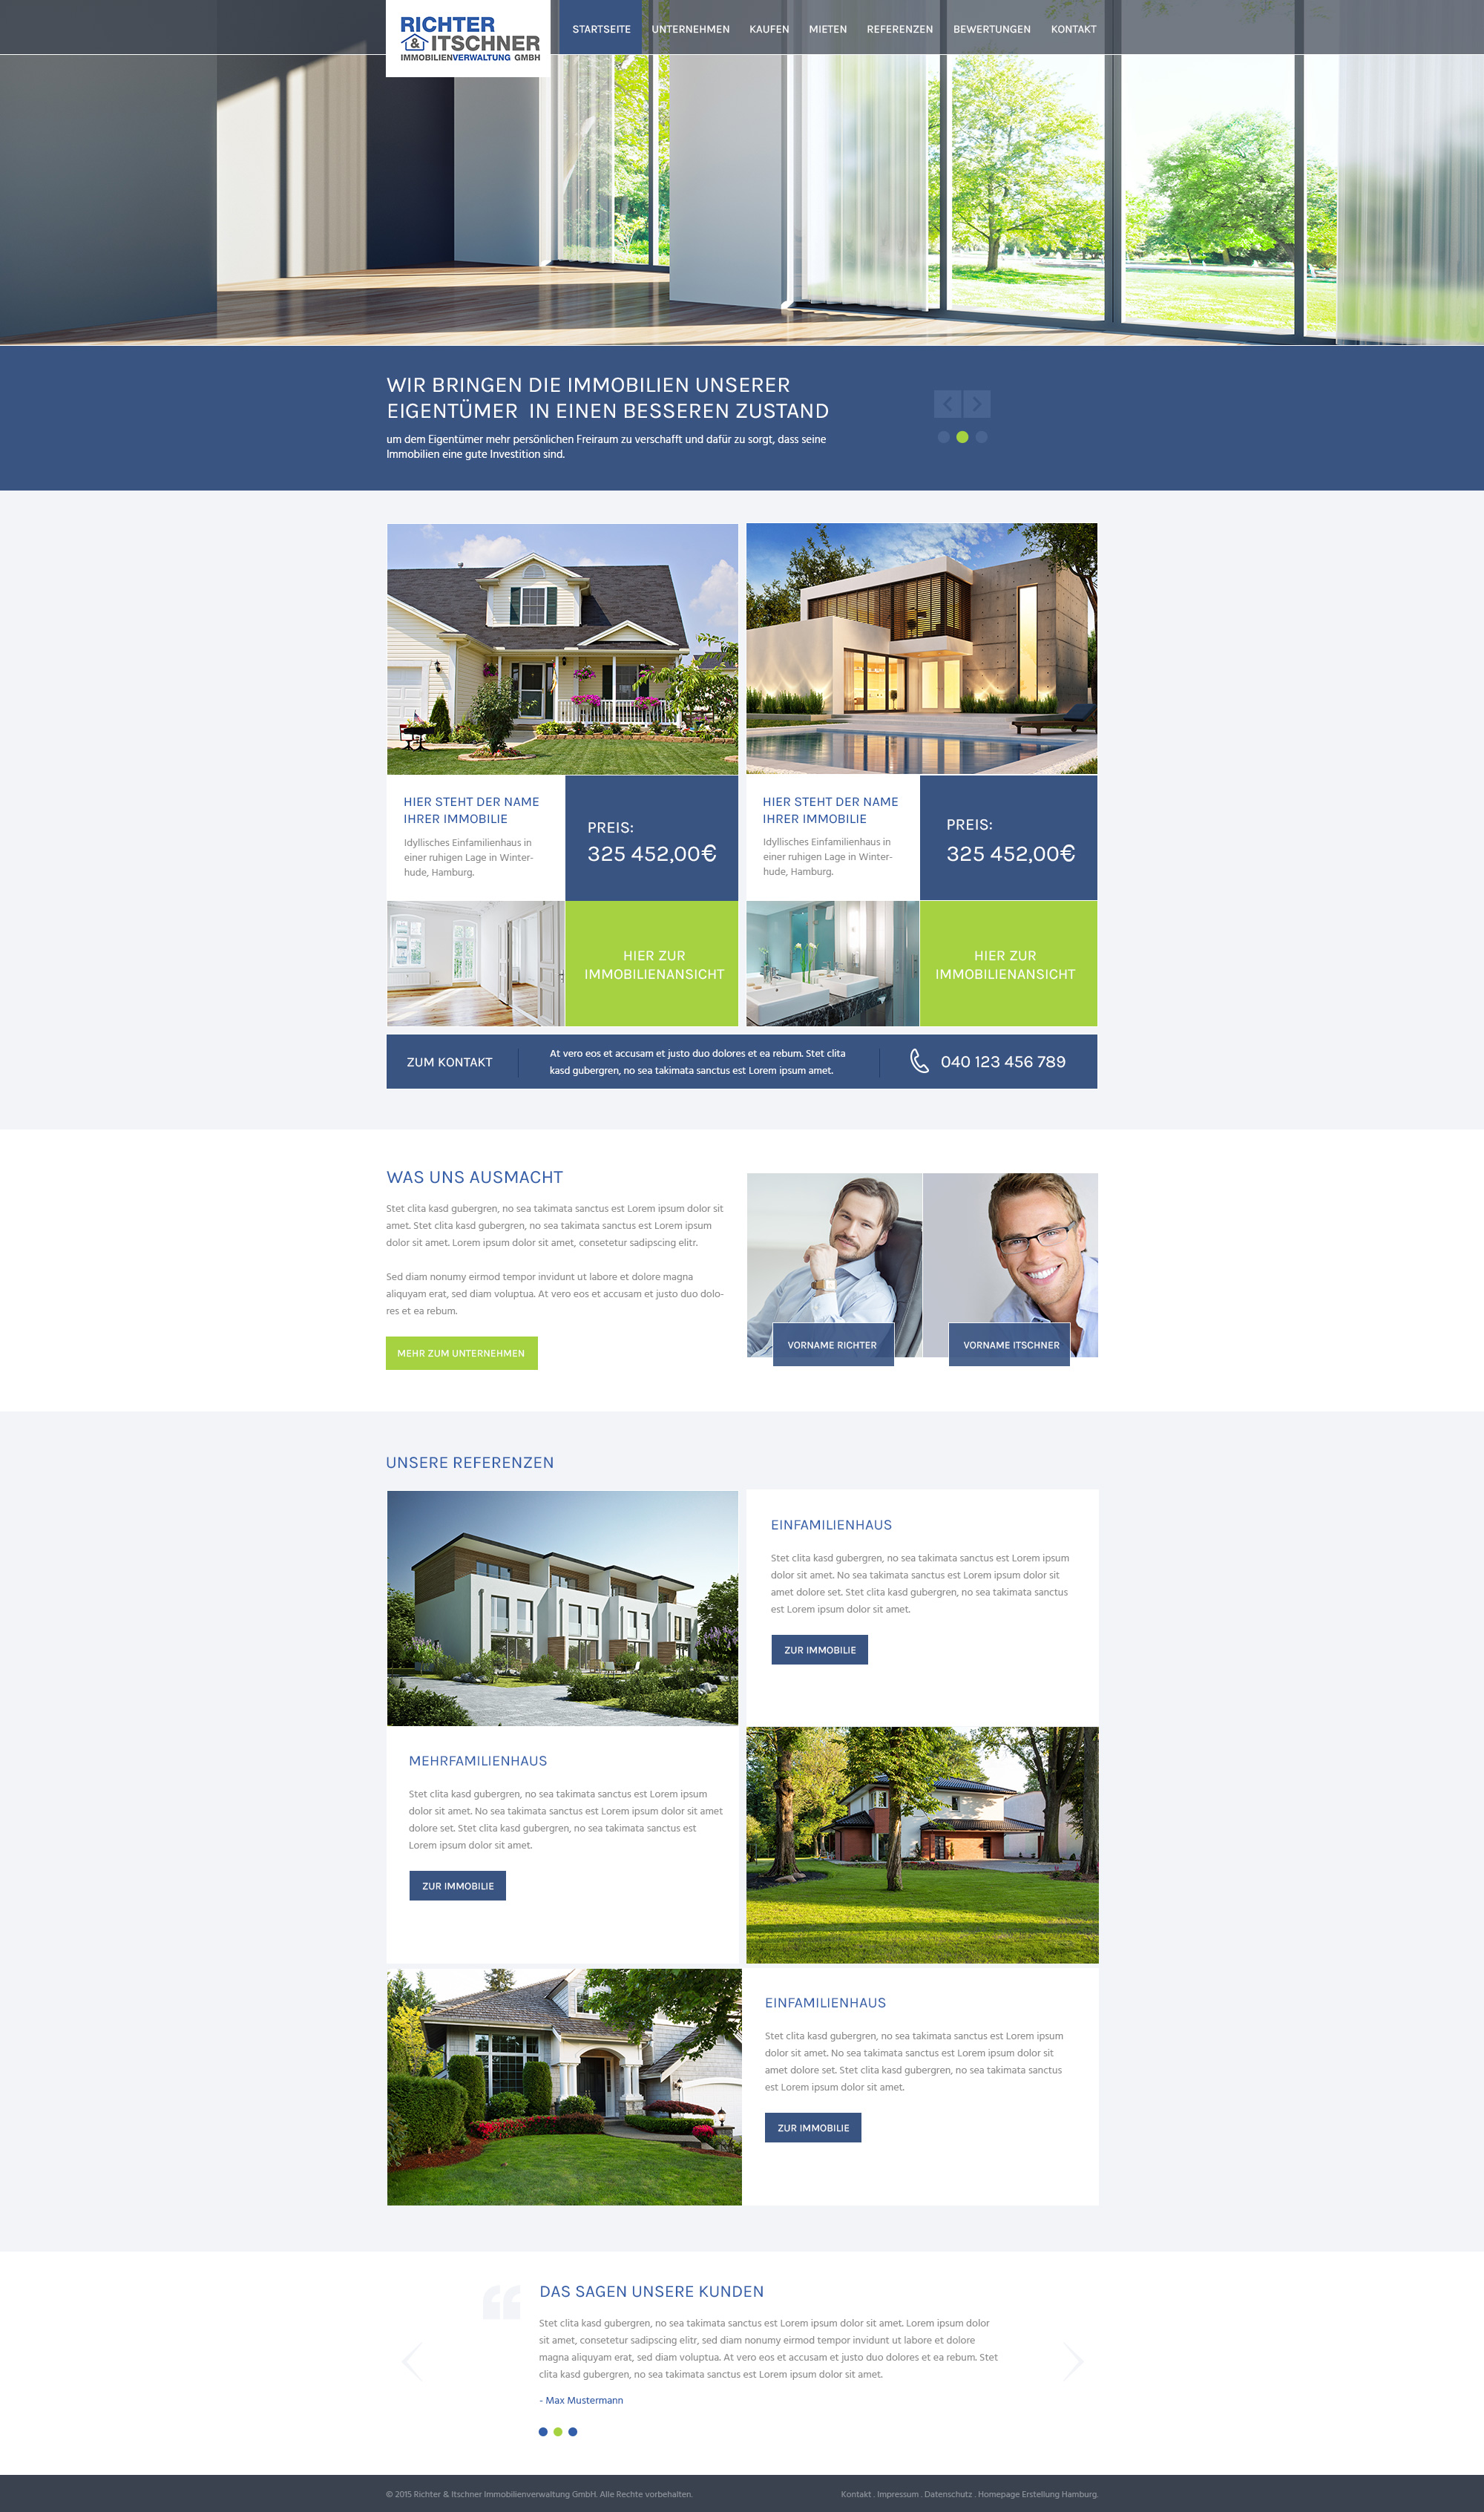 RICHTER
& ITSCHNER
IMMOBILIENVERWALTUNG GMBH
STARTSEITE UNTERNEHMEN KAUFEN MIETEN REFERENZEN BEWERTUNGEN KONTAKT
WIR BRINGEN DIE IMMOBILIEN UNSERER
EIGENTÜMER IN EINEN BESSEREN ZUSTAND
um dem Eigentümer mehr persönlichen Freiraum zu verschafft und dafür zu sorgt, dass seine
Immobilien eine gute Investition sind.
HIER STEHT DER NAME
IHRER IMMOBILIE
Idyllisches Einfamilienhaus in
einer ruhigen Lage in Winter-
hude, Hamburg.
PREIS:
325 452,00€
HIER ZUR
IMMOBILIENANSICHT
HIER STEHT DER NAME
IHRER IMMOBILIE
Idyllisches Einfamilienhaus in
einer ruhigen Lage in Winter-
hude, Hamburg.
PREIS:
325 452,00€
HIER ZUR
IMMOBILIENANSICHT
ZUM KONTAKT
At vero eos et accusam et justo duo dolores et ea rebum. Stet clita
kasd gubergren, no sea takimata sanctus est Lorem ipsum amet.
040 123 456 789
WAS UNS AUSMACHT
Stet clita kasd gubergren, no sea takimata sanctus est Lorem ipsum dolor sit
amet. Stet clita kasd gubergren, no sea takimata sanctus est Lorem ipsum
dolor sit amet. Lorem ipsum dolor sit amet, consetetur sadipscing elitr.
Sed diam nonumy eirmod tempor invidunt ut labore et dolore magna
aliquyam erat, sed diam voluptua. At vero eos et accusam et justo duo dolo-
res et ea rebum.
MEHR ZUM UNTERNEHMEN
VORNAME RICHTER
VORNAME ITSCHNER
UNSERE REFERENZEN
EINFAMILIENHAUS
Stet clita kasd gubergren, no sea takimata sanctus est Lorem ipsum
dolor sit amet. No sea takimata sanctus est Lorem ipsum dolor sit
amet dolore set. Stet clita kasd gubergren, no sea takimata sanctus
est Lorem ipsum dolor sit amet.
ZUR IMMOBILIE
MEHRFAMILIENHAUS
Stet clita kasd gubergren, no sea takimata sanctus est Lorem ipsum
dolor sit amet. No sea takimata sanctus est Lorem ipsum dolor sit amet
dolore set. Stet clita kasd gubergren, no sea takimata sanctus est
Lorem ipsum dolor sit amet.
ZUR IMMOBILIE
EINFAMILIENHAUS
Stet clita kasd gubergren, no sea takimata sanctus est Lorem ipsum
dolor sit amet. No sea takimata sanctus est Lorem ipsum dolor sit
amet dolore set. Stet clita kasd gubergren, no sea takimata sanctus
est Lorem ipsum dolor sit amet.
ZUR IMMOBILIE
DAS SAGEN UNSERE KUNDEN
Stet clita kasd gubergren, no sea takimata sanctus est Lorem ipsum dolor sit amet. Lorem ipsum dolor
sit amet, consetetur sadipscing elitr, sed diam nonumy eirmod tempor invidunt ut labore et dolore
magna aliquyam erat, sed diam voluptua. At vero eos et accusam et justo duo dolores et ea rebum. Stet
clita kasd gubergren, no sea takimata sanctus est Lorem ipsum dolor sit amet.
- Max Mustermann
© 2015 Richter & Itschner Immobilienverwaltung GmbH. Alle Rechte vorbehalten.
Kontakt . Impressum . Datenschutz . Homepage Erstellung Hamburg.